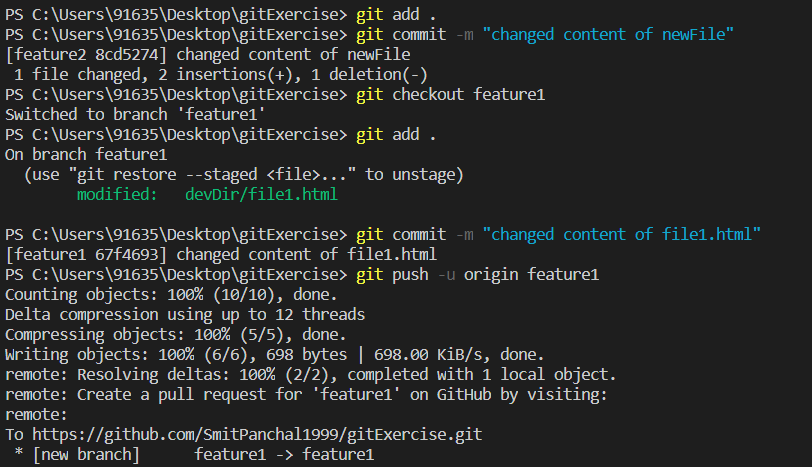 PS C:\Users\91635\Desktop\gitExercise> git add .
PS C:\Users\91635\Desktop\gitExercise> git commit -m "changed content of newFile"
[feature2 8cd5274] changed content of newFile
 1 file changed, 2 insertions(+), 1 deletion(-)
PS C:\Users\91635\Desktop\gitExercise> git checkout feature1
Switched to branch 'feature1'
PS C:\Users\91635\Desktop\gitExercise> git add .
On branch feature1
  (use "git restore --staged <file>..." to unstage)
        modified:   devDir/file1.html
PS C:\Users\91635\Desktop\gitExercise> git commit -m "changed content of file1.html"
[feature1 67f4693] changed content of file1.html
PS C:\Users\91635\Desktop\gitExercise> git push -u origin feature1
Counting objects: 100% (10/10), done.
Delta compression using up to 12 threads
Compressing objects: 100% (5/5), done.
Writing objects: 100% (6/6), 698 bytes | 698.00 KiB/s, done.
remote: Resolving deltas: 100% (2/2), completed with 1 local object.
remote: Create a pull request for 'feature1' on GitHub by visiting:
remote:
To https://github.com/SmitPanchal1999/gitExercise.git
 * [new branch]      feature1 -> feature1